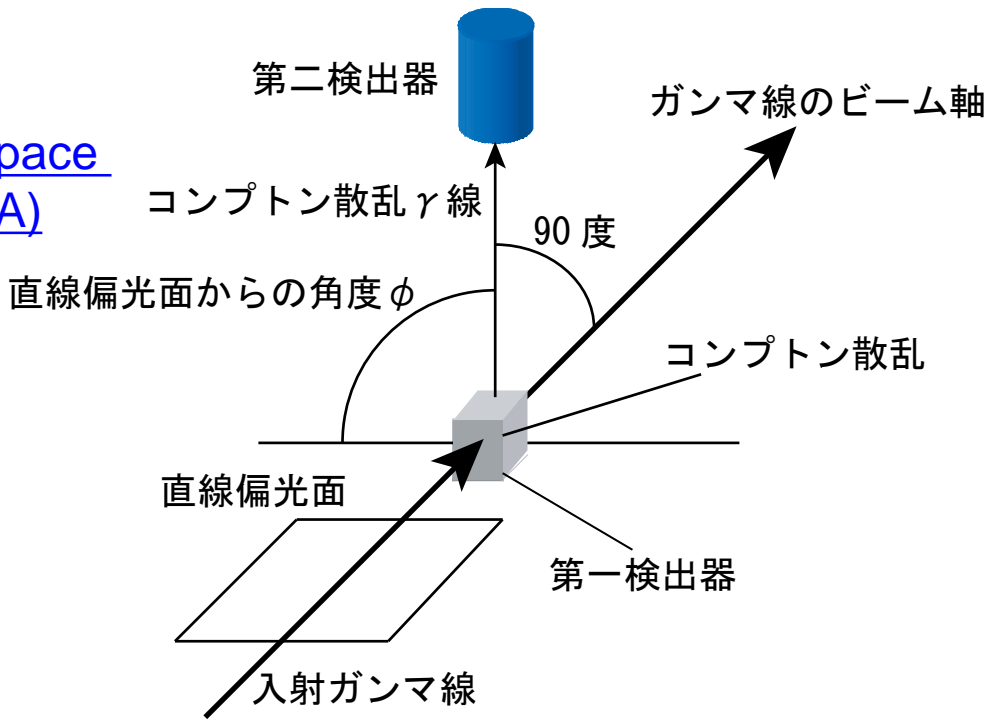 第二検出器
ガンマ線のビーム軸
pace
A)
コンプトン散乱γ線
90度
直線偏光面からの角度φ
コンプトン散乱
直線偏光面
第一検出器
入射ガンマ線